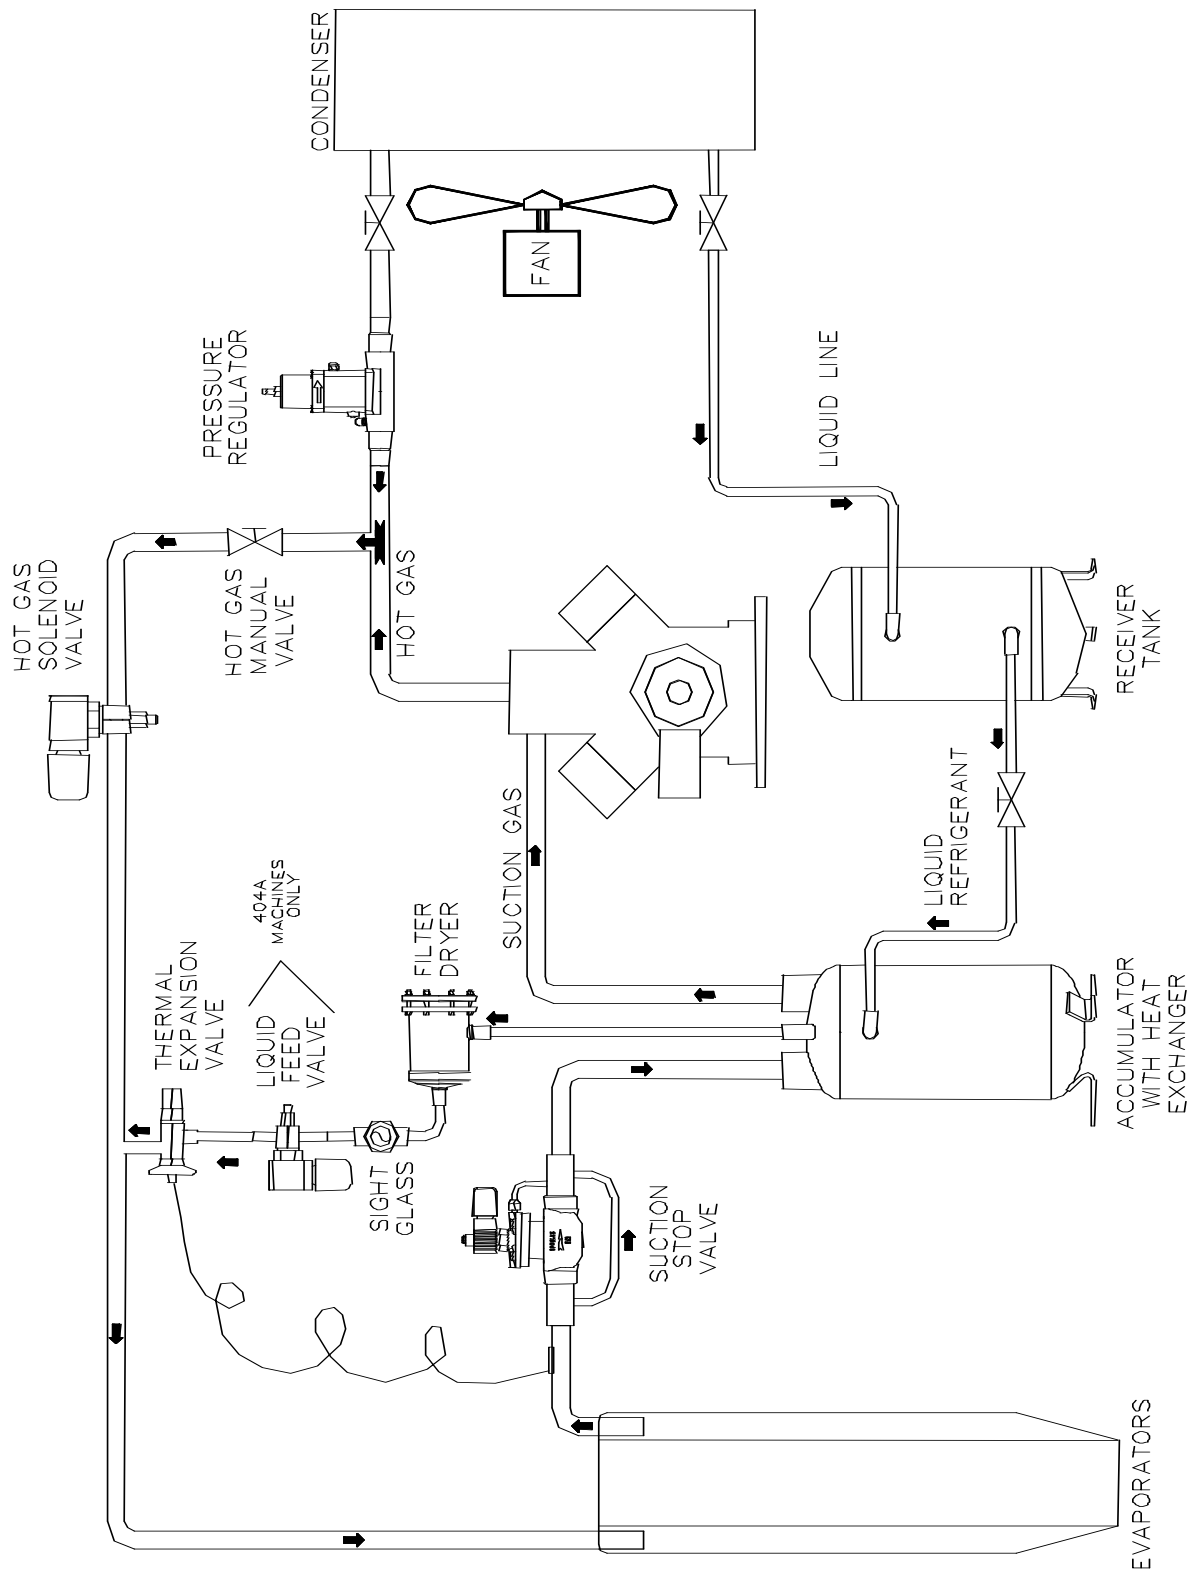 HOT GAS
SOLENOID
VALVE
THERMAL
EXPANSION
VALVE
PRESSURE
REGULATOR
HOT GAS
MANUAL
VALVE
LIQUID
FEED
VALVE
404A
MACHINES
ONLY
CONDENSER
SIGHT
GLASS
HOT GAS
FILTER
DRYER
SUCTION GAS
FAN
SUCTION
STOP
VALVE
LIQUID LINE
LIQUID
REFRIGERANT
EVAPORATORS
ACCUMULATOR
WITH HEAT
EXCHANGER
RECEIVER
TANK